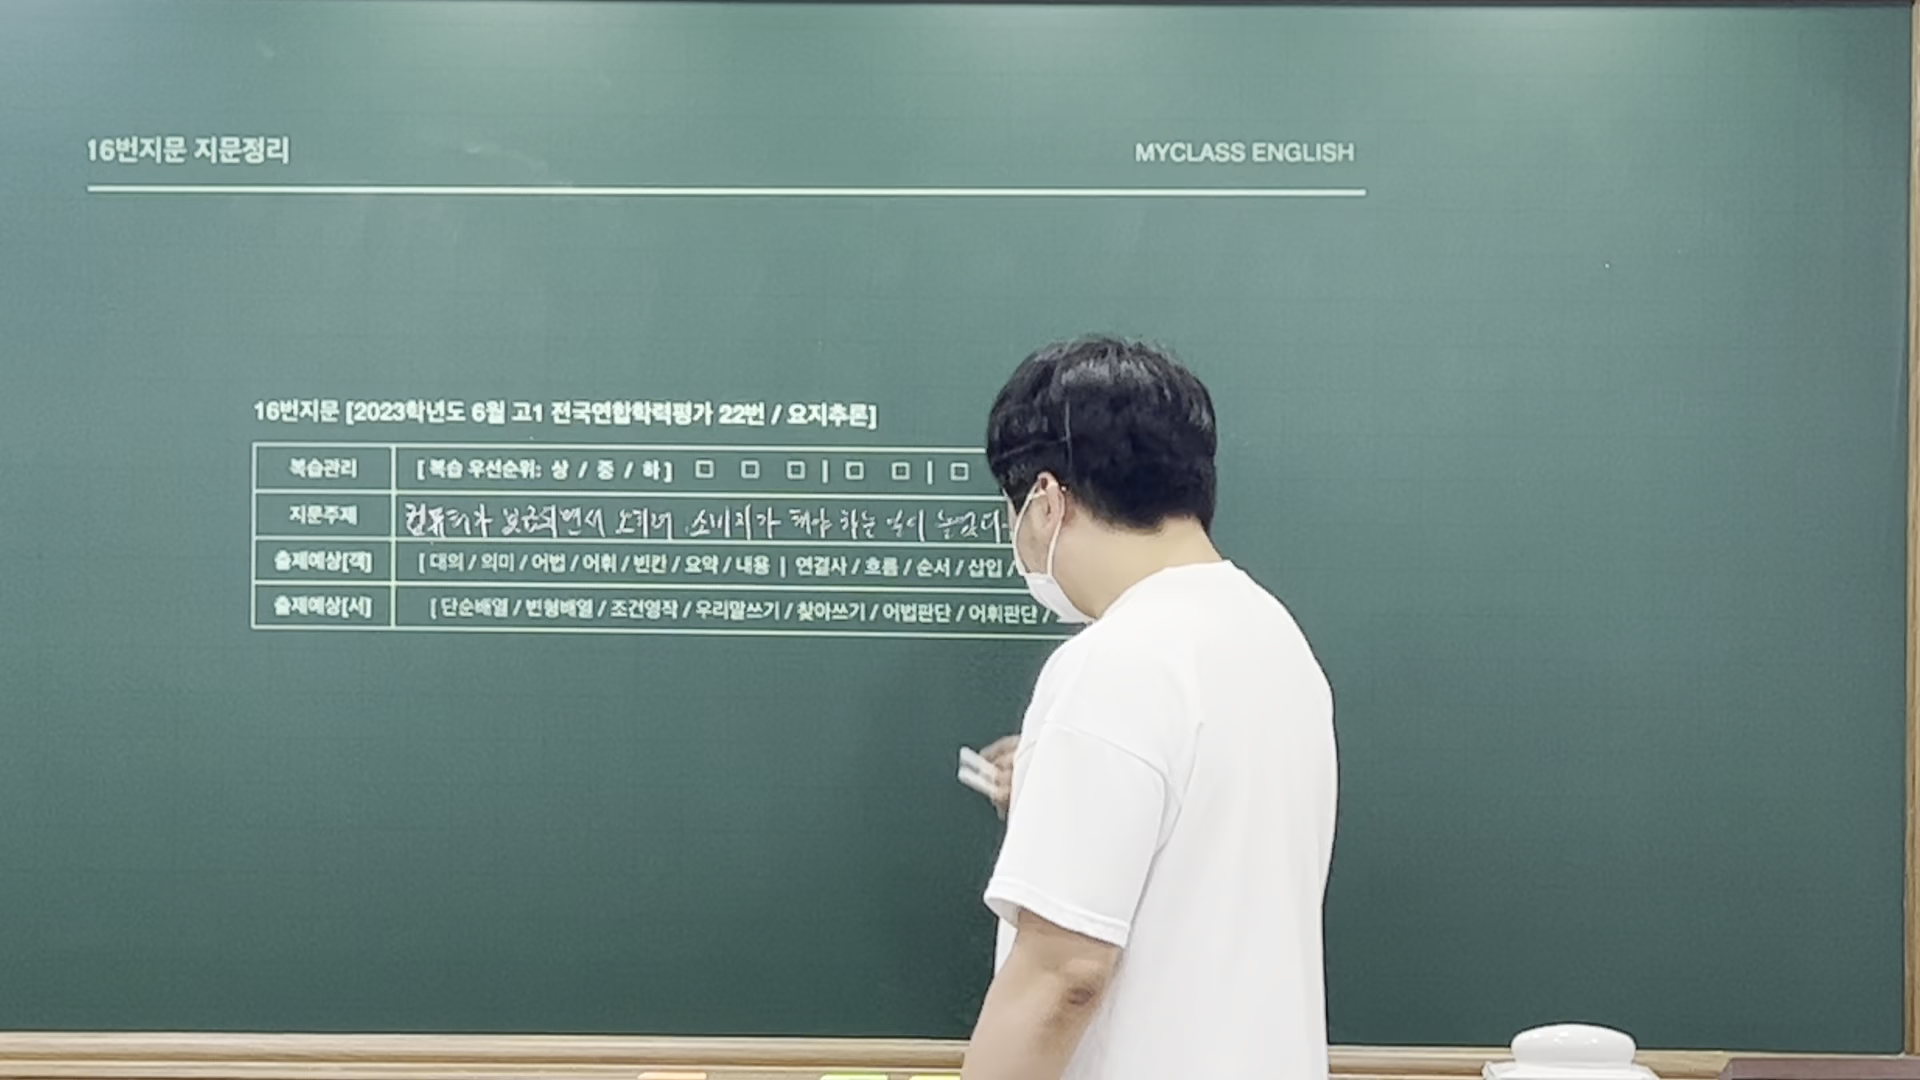 16번지문 지문정리
MYCLASS ENGLISH
16번지문 [2023학년도 6월 고1 전국연합학력평가 22번 / 요지추론]
복습관리 [ 복습 우선순위: 상 / 중 / 하 ] □ □ □ | □ □ | □
지문주제 컴퓨터가 보급되면서 오히려 소비자가 해야 하는 일이 늘었다.
출제예상[객] [ 대의 / 의미 / 어법 / 어휘 / 빈칸 / 요약 / 내용 | 연결사 / 흐름 / 순서 / 삽입 /
출제예상[서] [ 단순배열 / 변형배열 / 조건영작 / 우리말쓰기 / 찾아쓰기 / 어법판단 / 어휘판단 /